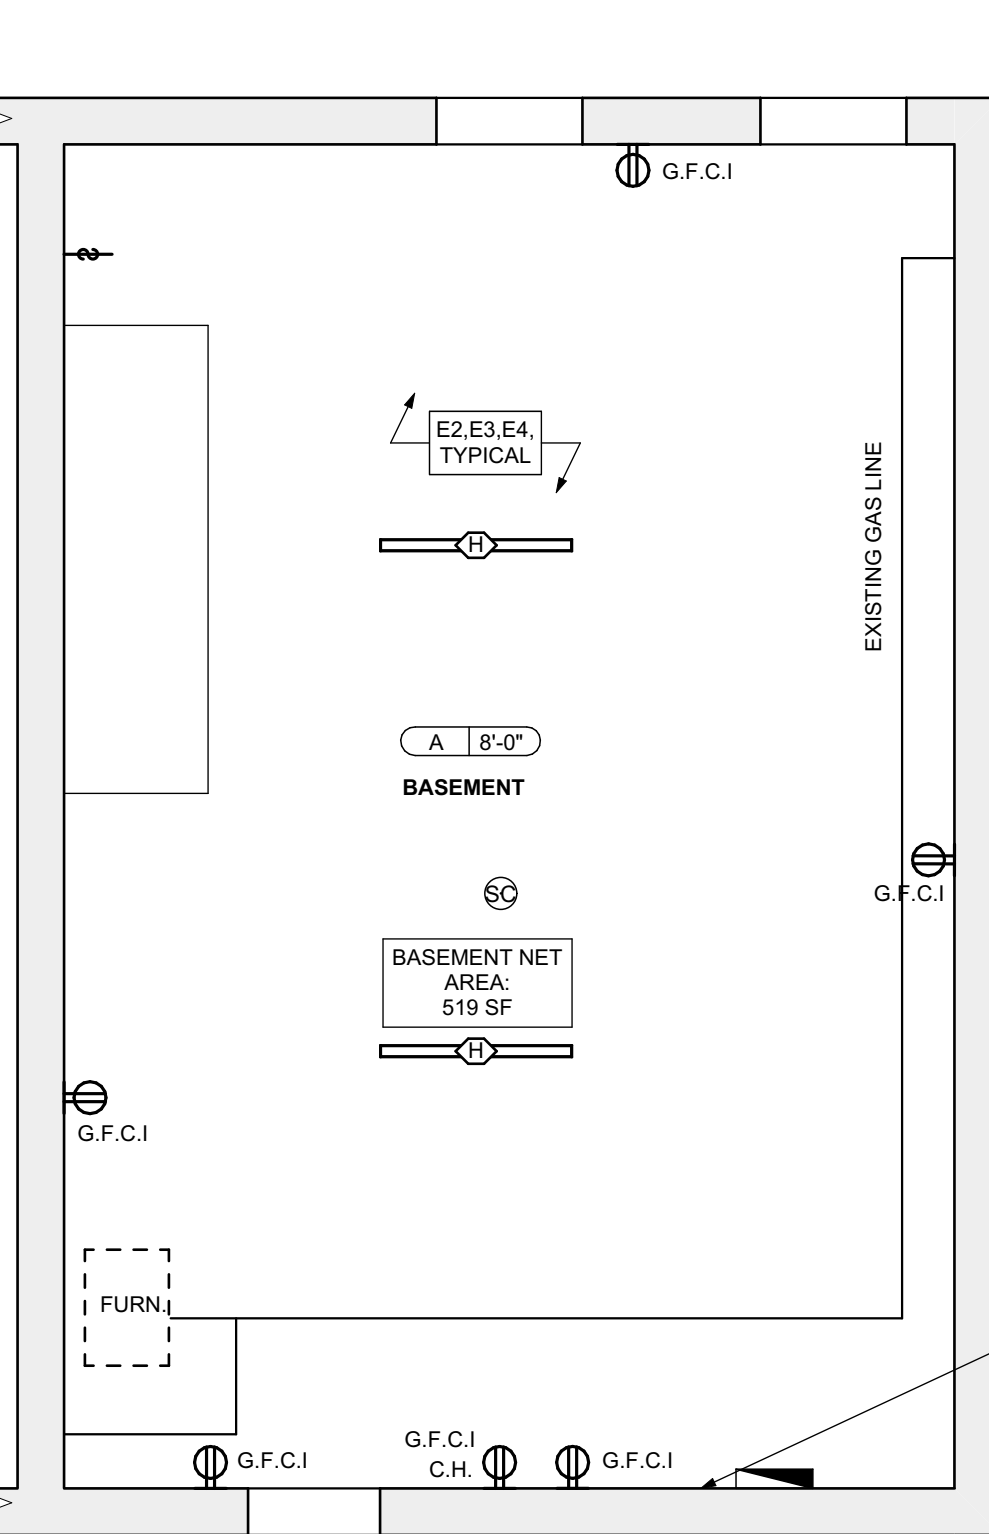 G.F.C.I
E2,E3,E4,
TYPICAL
EXISTING GAS LINE
H
A 8'-0"
BASEMENT
G.F.C.I
SC
BASEMENT NET
AREA:
519 SF
H
G.F.C.I
FURN.
G.F.C.I
C.H.
G.F.C.I
G.F.C.I